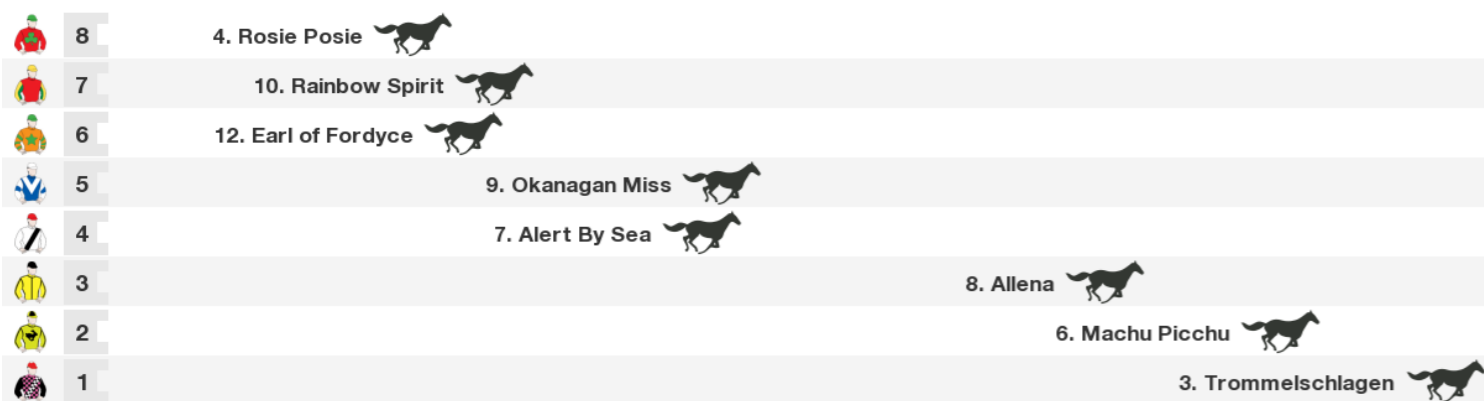 8 4. Rosie Posie
7 10. Rainbow Spirit
6 12. Earl of Fordyce
5 9. Okanagan Miss
4 7. Alert By Sea
3 8. Allena
2 6. Machu Picchu
1 3. Trommelschlagen